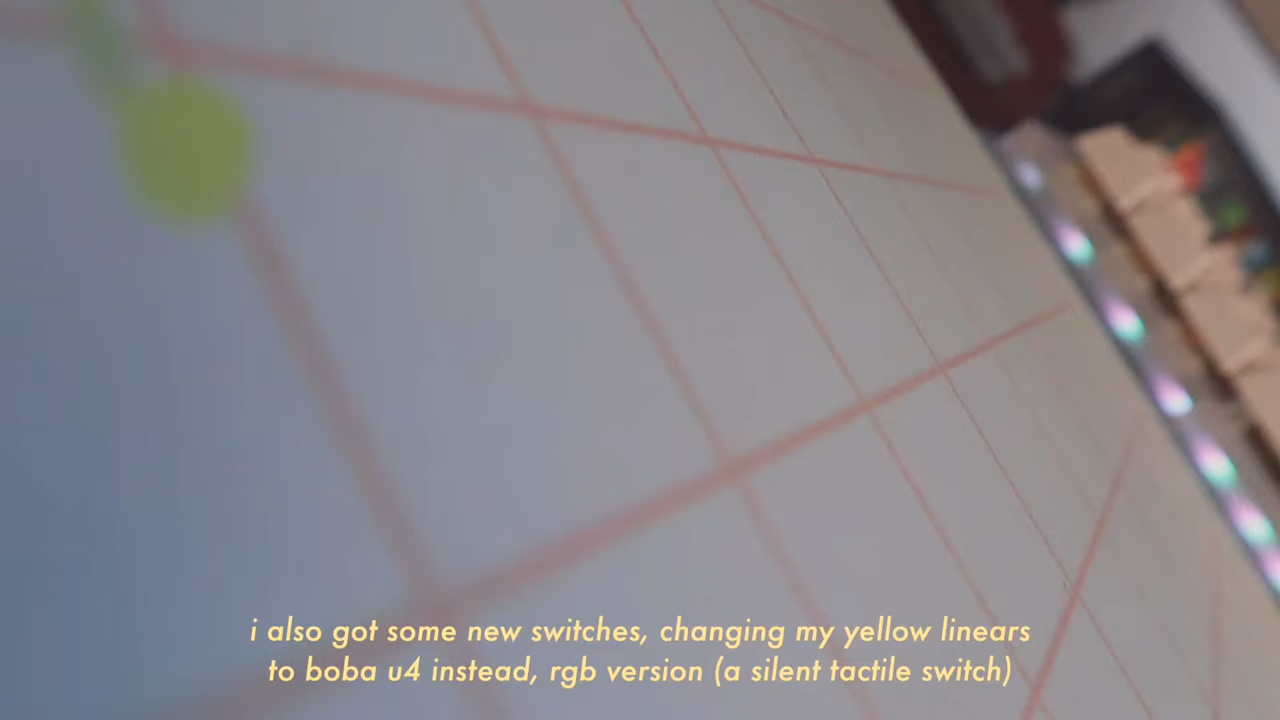 i also got some new switches, changing my yellow linears
to boba u4 instead, rgb version (a silent tactile switch)